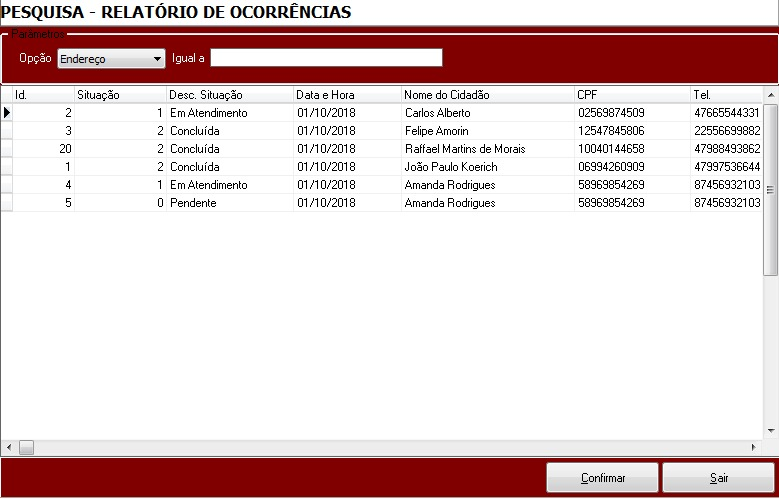 PESQUISA - RELATÓRIO DE OCORRÊNCIAS
Parâmetros
Opção Endereço Igual a
Id. Situação Desc. Situação Data e Hora Nome do Cidadão CPF Tel.
2 1 Em Atendimento 01/10/2018 Carlos Alberto 02569874509 47665544331
3 2 Concluída 01/10/2018 Felipe Amorin 12547845806 22556699882
20 2 Concluída 01/10/2018 Raffael Martins de Morais 10040144658 47988493862
1 2 Concluída 01/10/2018 João Paulo Koerich 06994260909 47997536644
4 1 Em Atendimento 01/10/2018 Amanda Rodrigues 58969854269 87456932103
5 0 Pendente 01/10/2018 Amanda Rodrigues 58969854269 87456932103
Confirmar Sair